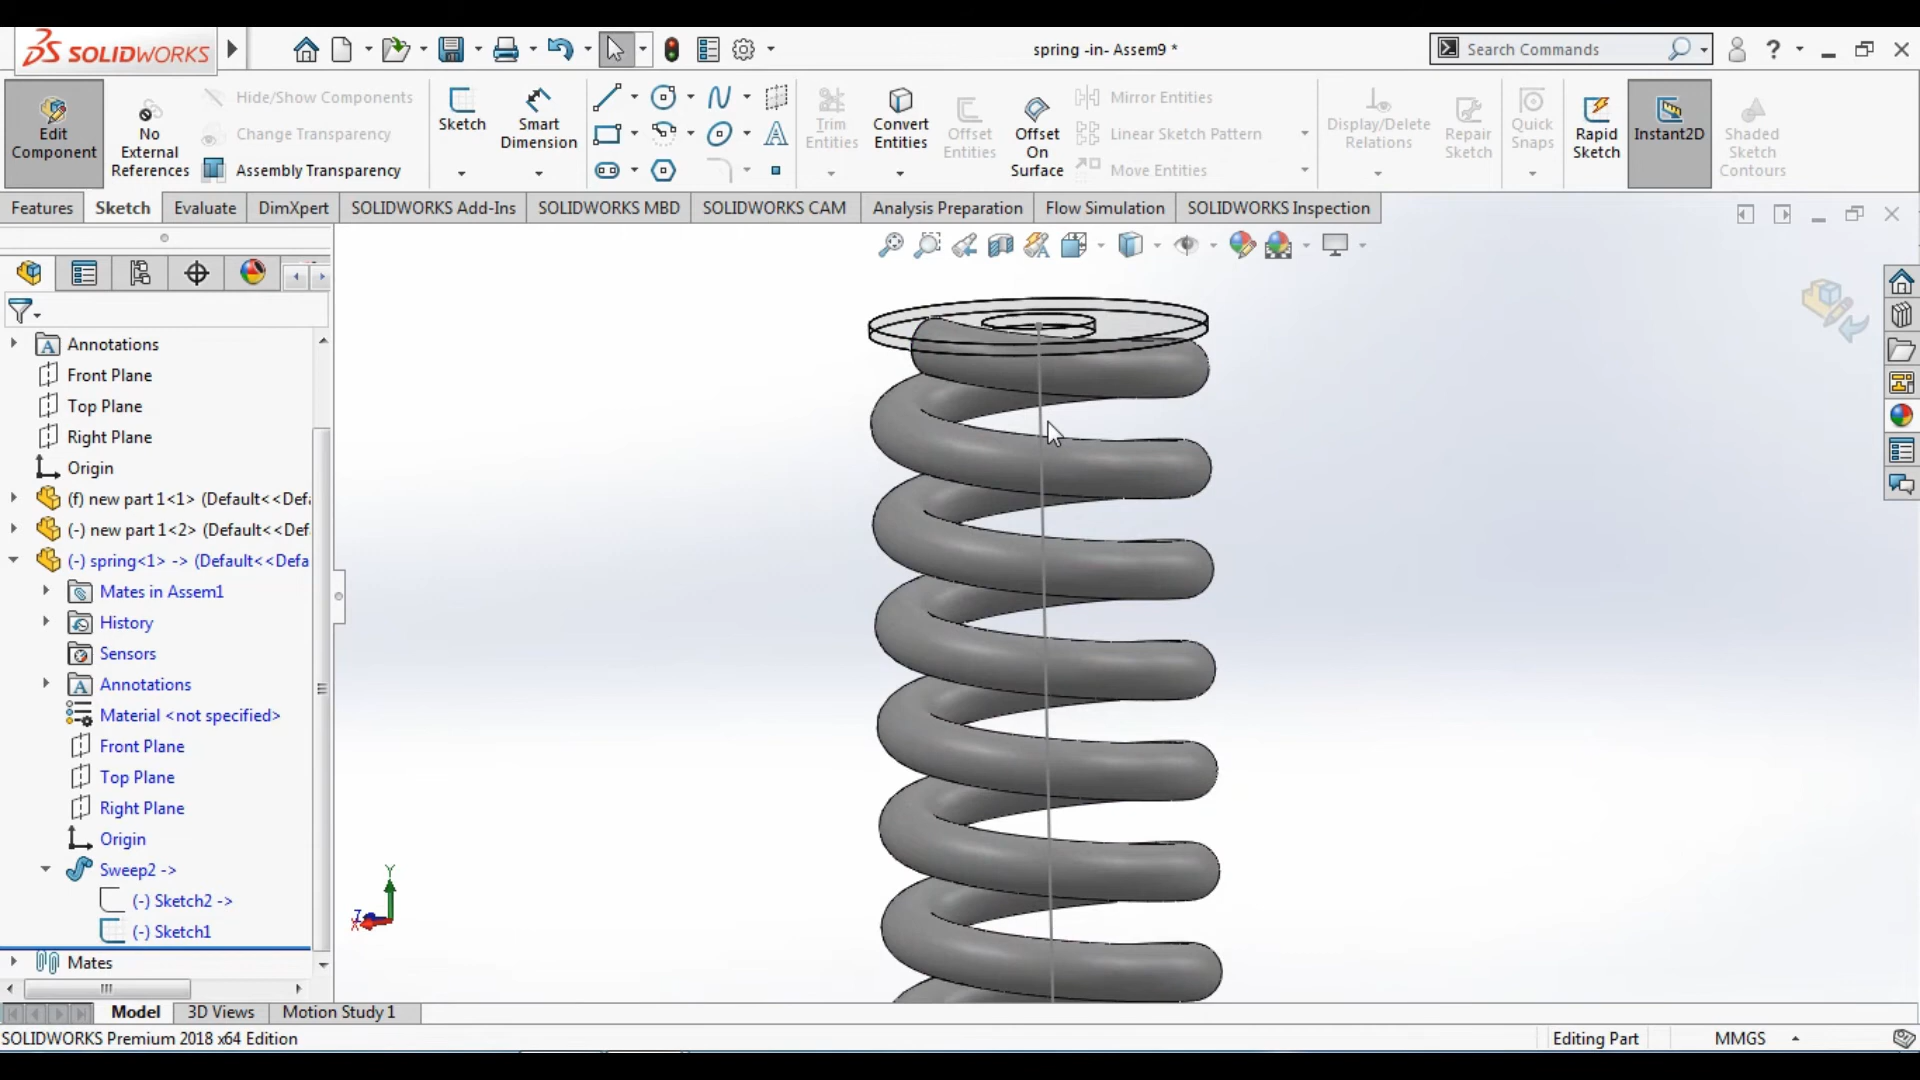 SOLIDWORKS
spring -in- Assem9 *
Search Commands
Edit Component
No External References
Hide/Show Components
Change Transparency
Assembly Transparency
Sketch
Smart Dimension
Trim Entities
Convert Entities
Offset Entities
Offset On Surface
Mirror Entities
Linear Sketch Pattern
Move Entities
Display/Delete Relations
Repair Sketch
Quick Snaps
Rapid Sketch
Instant2D
Shaded Sketch Contours
Features Sketch Evaluate DimXpert SOLIDWORKS Add-Ins SOLIDWORKS MBD SOLIDWORKS CAM Analysis Preparation Flow Simulation SOLIDWORKS Inspection
Annotations
Front Plane
Top Plane
Right Plane
Origin
(f) new part 1<1> (Default<<Defa
(-) new part 1<2> (Default<<Def
(-) spring<1> -> (Default<<Defa
Mates in Assem1
History
Sensors
Annotations
Material <not specified>
Front Plane
Top Plane
Right Plane
Origin
Sweep2 ->
(-) Sketch2 ->
(-) Sketch1
Mates
Y
Z
X
Model 3D Views Motion Study 1
SOLIDWORKS Premium 2018 x64 Edition
Editing Part
MMGS